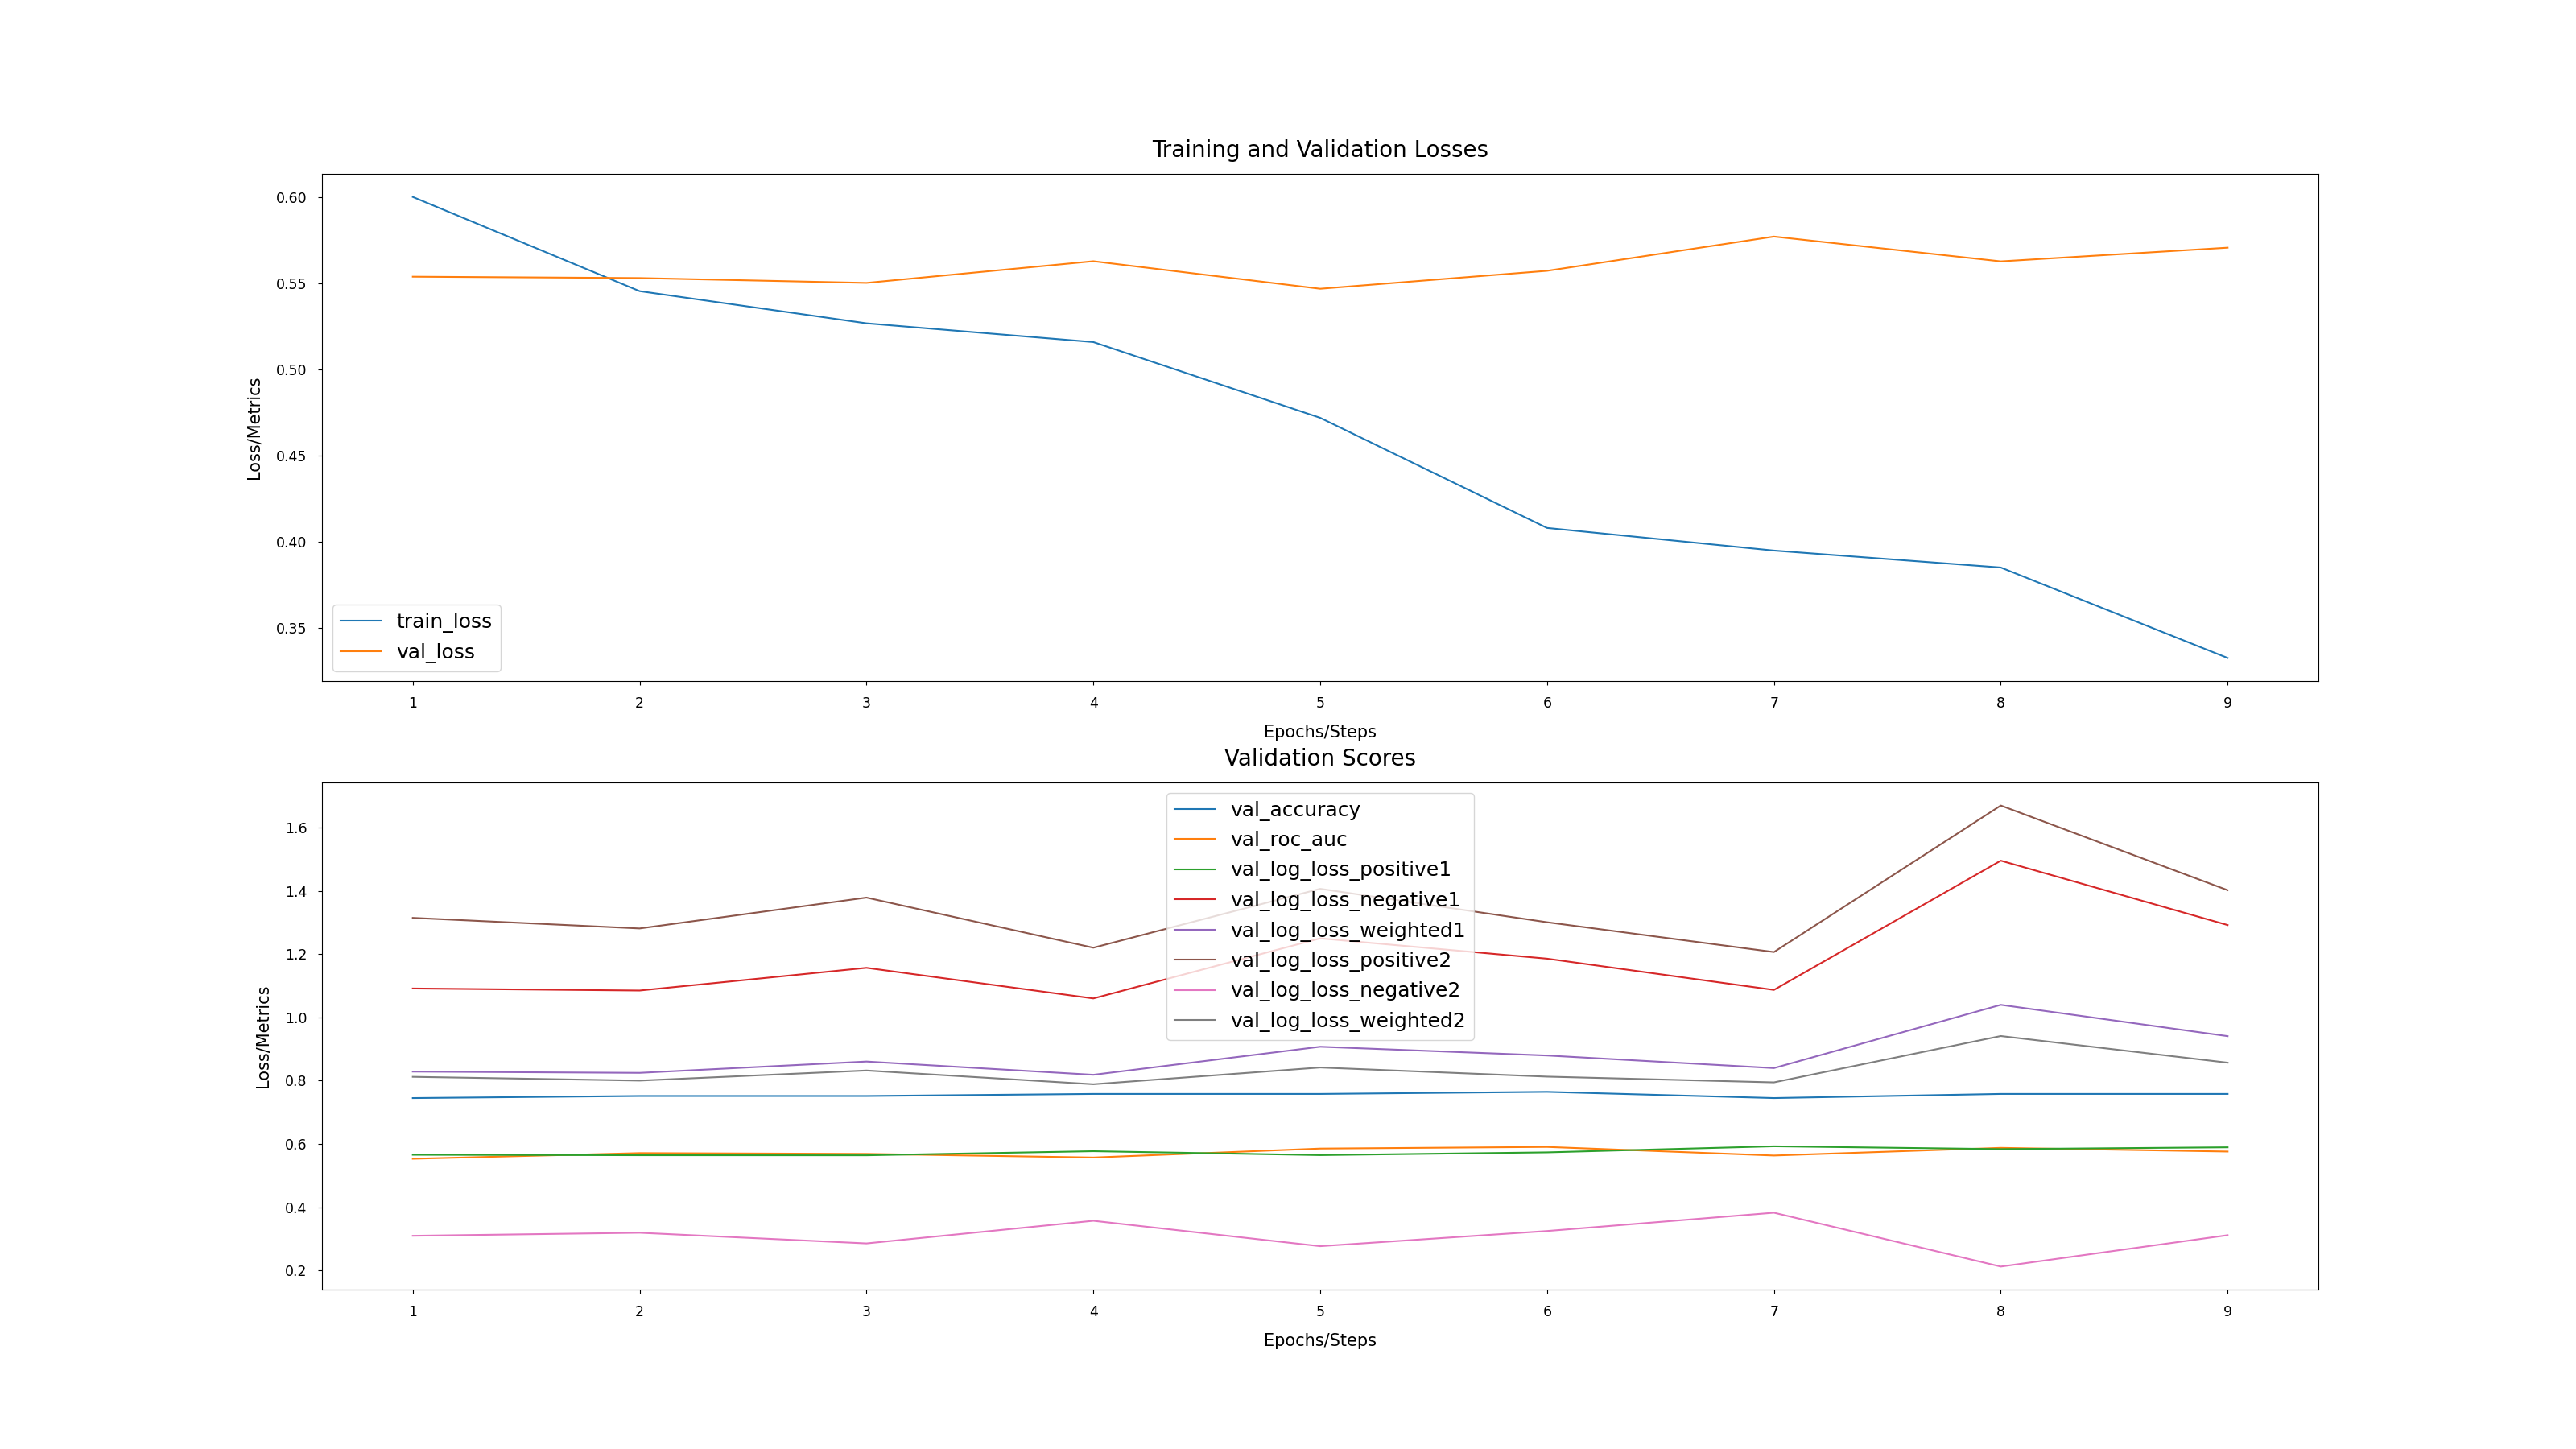 Training and Validation Losses
0.60
0.55
0.50
0.45
0.40
0.35
Loss/Metrics
train_loss
val_loss
1 2 3 4 5 6 7 8 9
Epochs/Steps
Validation Scores
1.6
1.4
1.2
1.0
0.8
0.6
0.4
0.2
Loss/Metrics
val_accuracy
val_roc_auc
val_log_loss_positive1
val_log_loss_negative1
val_log_loss_weighted1
val_log_loss_positive2
val_log_loss_negative2
val_log_loss_weighted2
1 2 3 4 5 6 7 8 9
Epochs/Steps